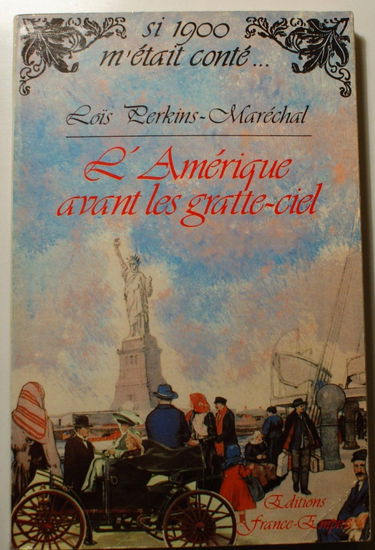 si 1900
m'était conté...
Loïs Perkins-Maréchal
L'Amérique
avant les gratte-ciel
Editions
France-Empire